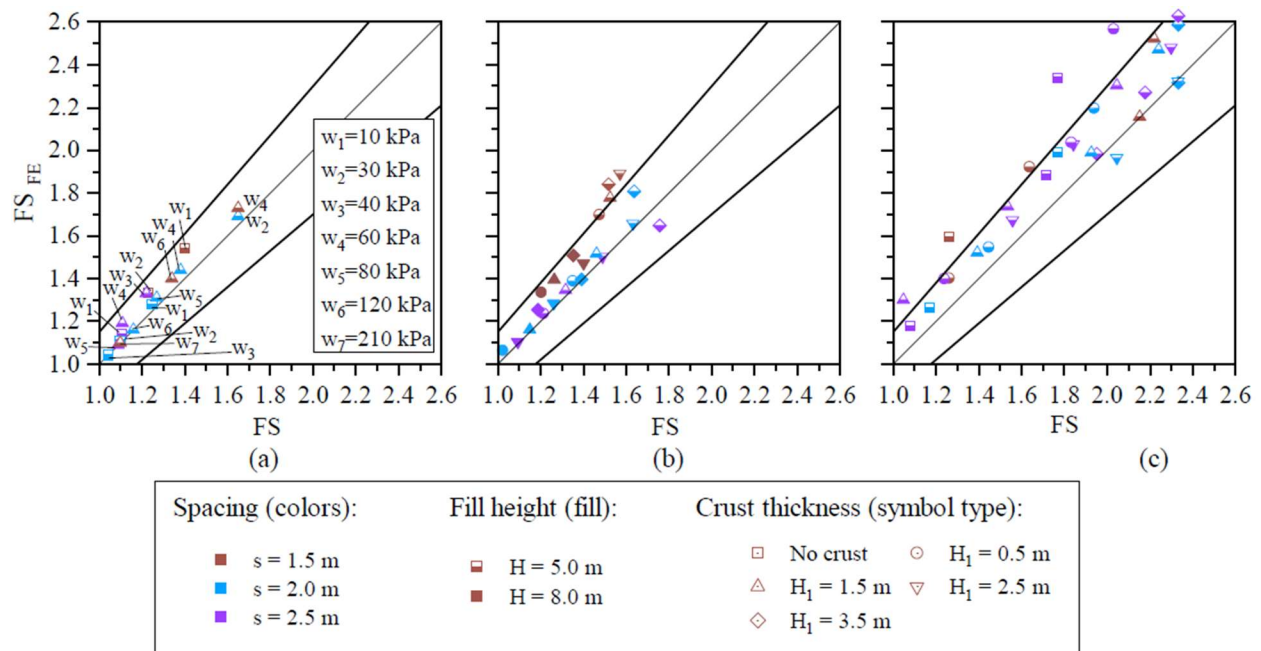 2.6
2.4
2.2
2.0
1.8
1.6
1.4
1.2
1.0
FS FE
w1=10 kPa
w2=30 kPa
w3=40 kPa
w4=60 kPa
w5=80 kPa
w6=120 kPa
w7=210 kPa
w4
w2
w1
w4
w6
w2
w3
w4
w1
w5
w5
w1
w6
w2
w7
w3
1.0 1.2 1.4 1.6 1.8 2.0 2.2 2.4 2.6
1.0 1.2 1.4 1.6 1.8 2.0 2.2 2.4 2.6
1.0 1.2 1.4 1.6 1.8 2.0 2.2 2.4 2.6
FS FS FS
(a) (b) (c)
Spacing (colors):
s = 1.5 m
s = 2.0 m
s = 2.5 m
Fill height (fill):
H = 5.0 m
H = 8.0 m
Crust thickness (symbol type):
No crust
H1 = 0.5 m
H1 = 1.5 m
H1 = 2.5 m
H1 = 3.5 m